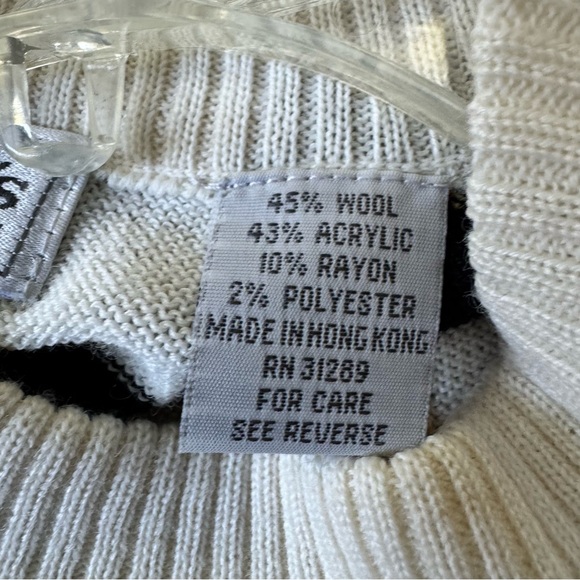 45% WOOL
43% ACRYLIC
10% RAYON
2% POLYESTER
MADE IN HONG KONG
RN 31289
FOR CARE
SEE REVERSE